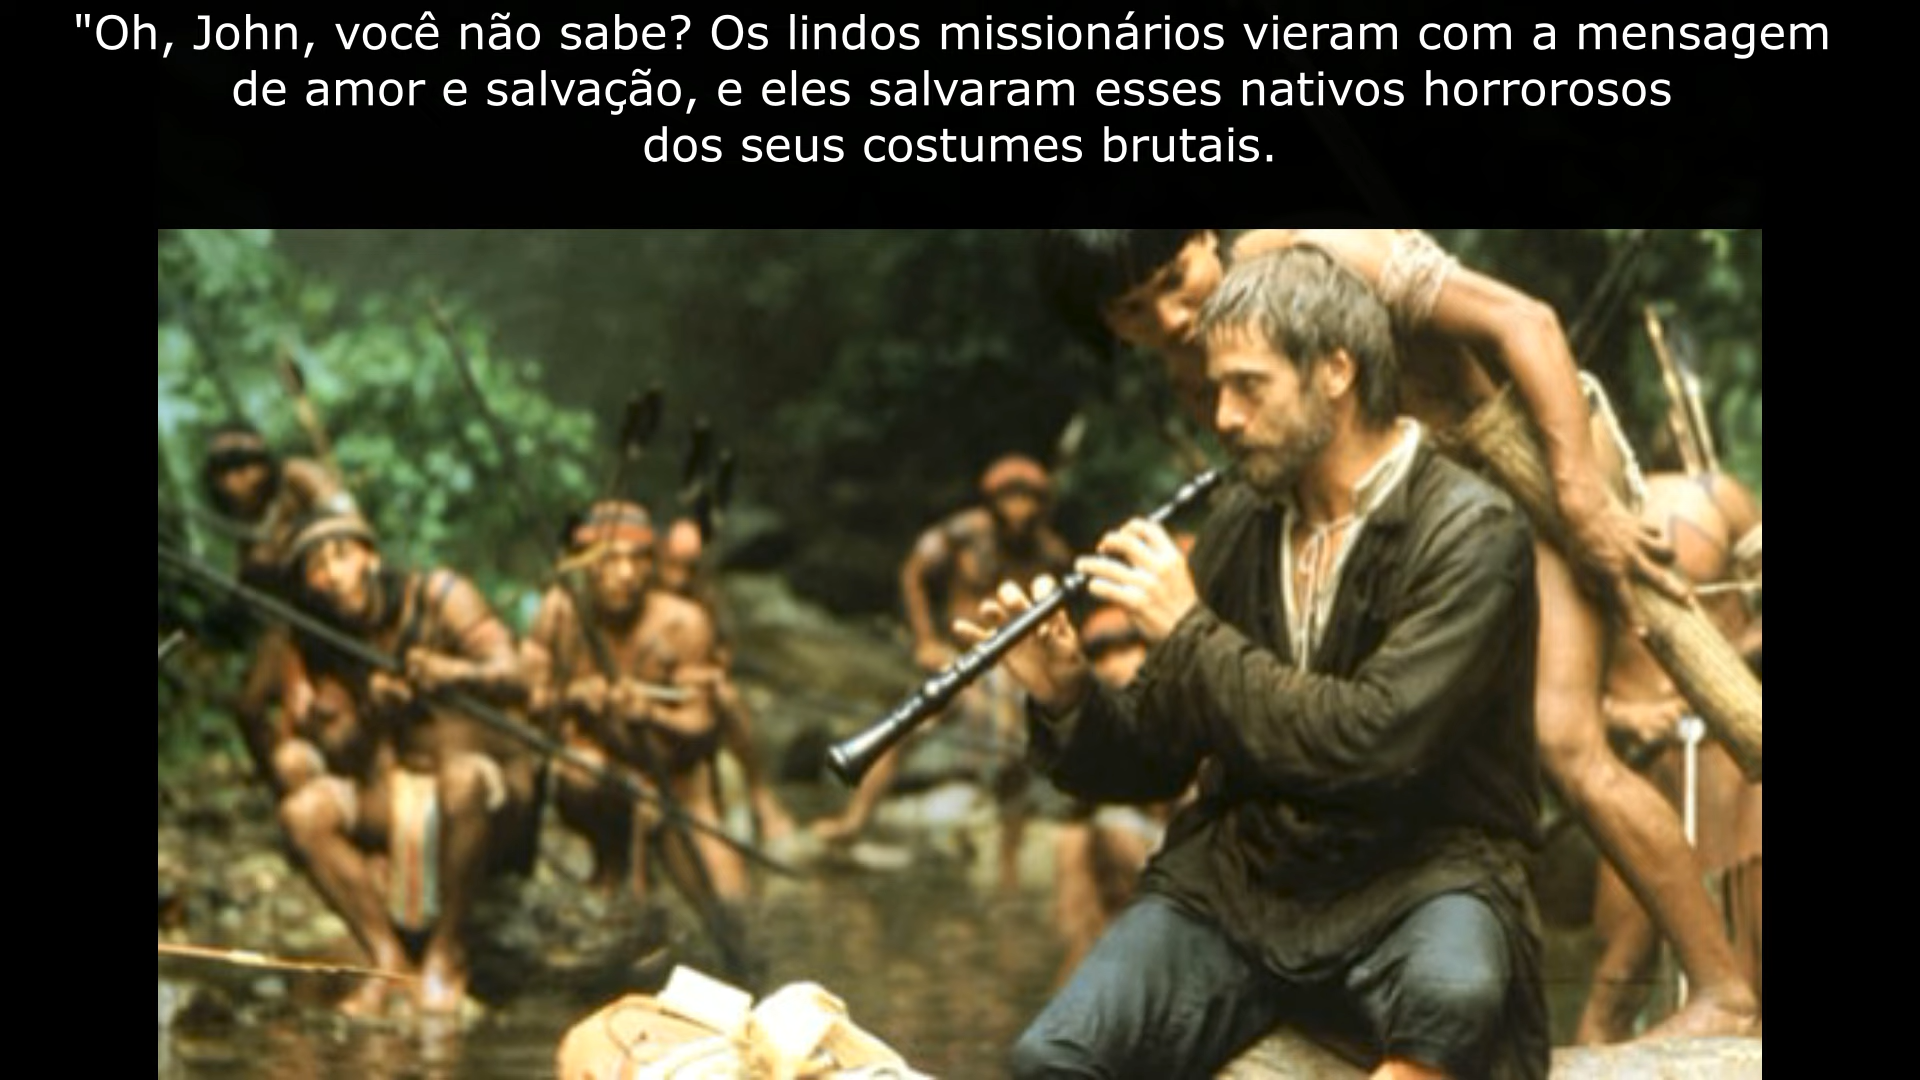 "Oh, John, você não sabe? Os lindos missionários vieram com a mensagem
de amor e salvação, e eles salvaram esses nativos horrorosos
dos seus costumes brutais.